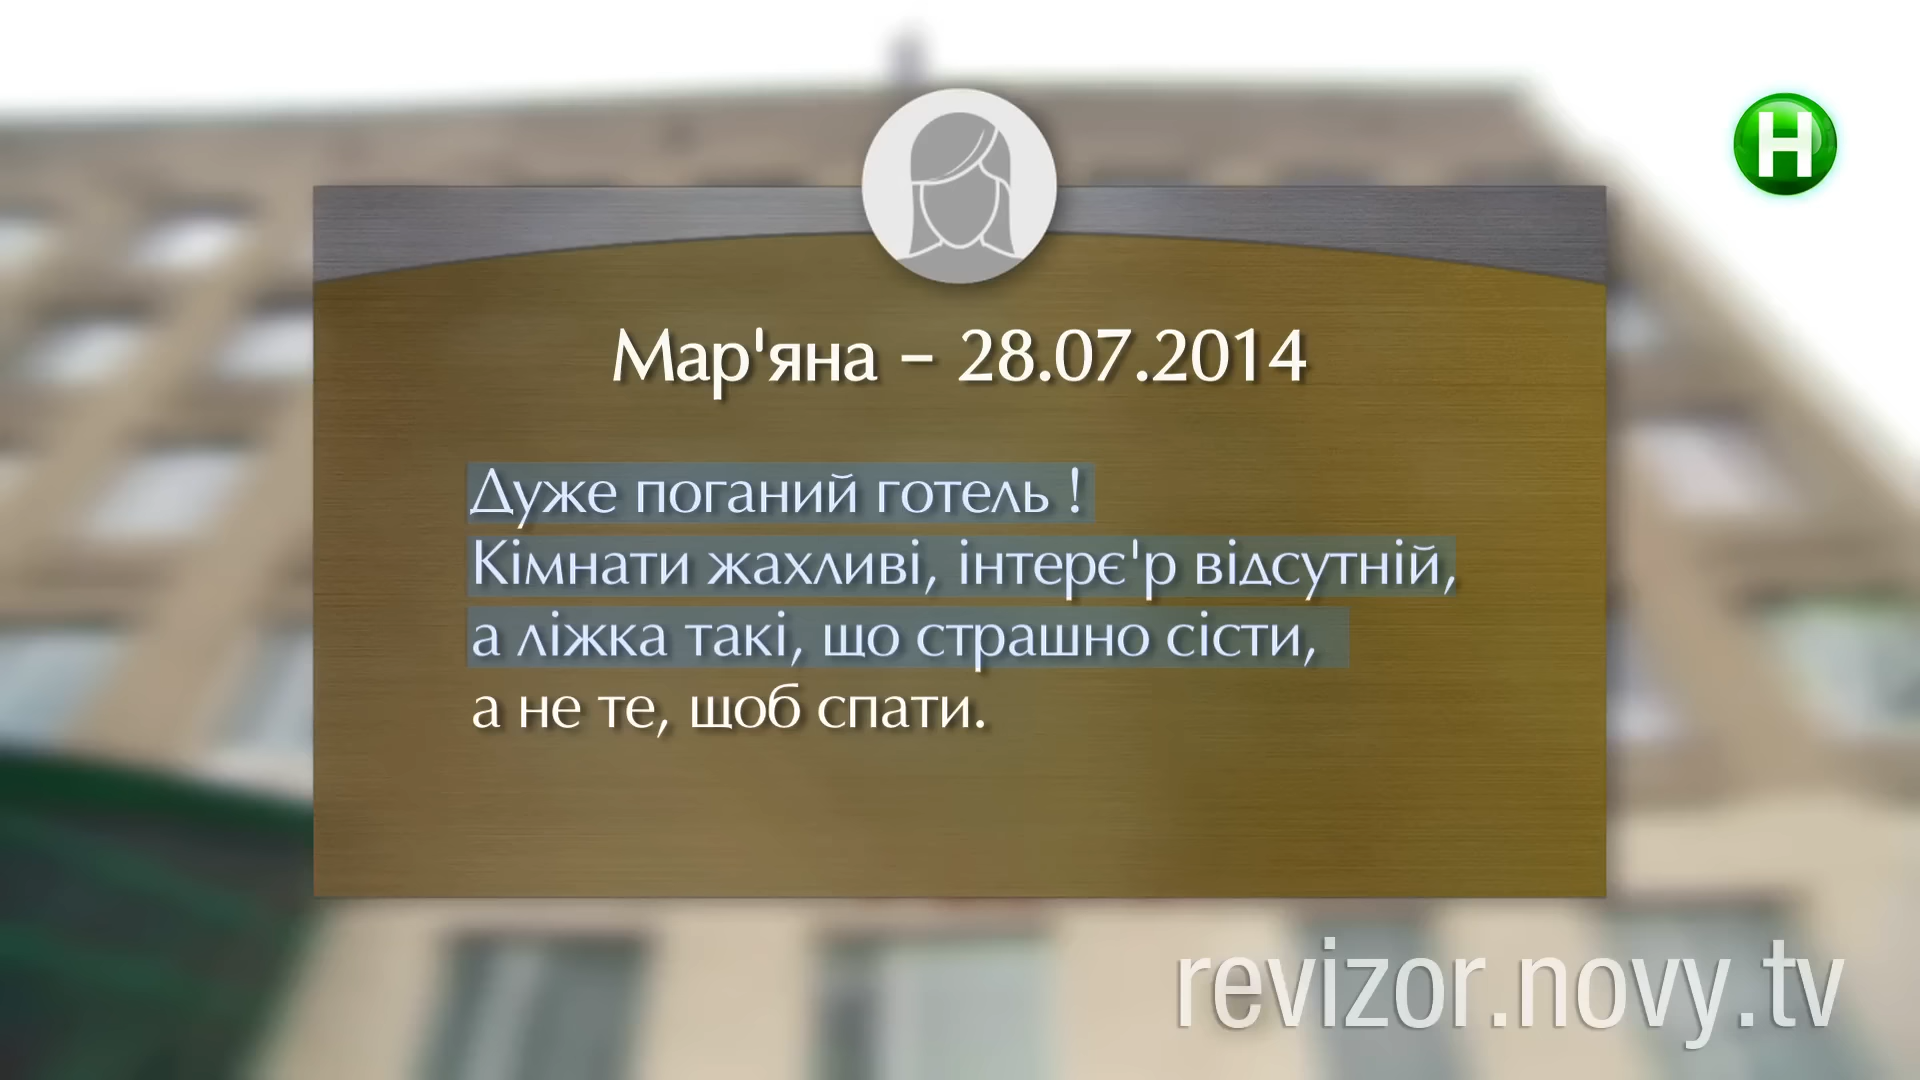 Н
Мар'яна – 28.07.2014
Дуже поганий готель !
Кімнати жахливі, інтерє'р відсутній,
а ліжка такі, що страшно сісти,
а не те, щоб спати.
revizor.novy.tv